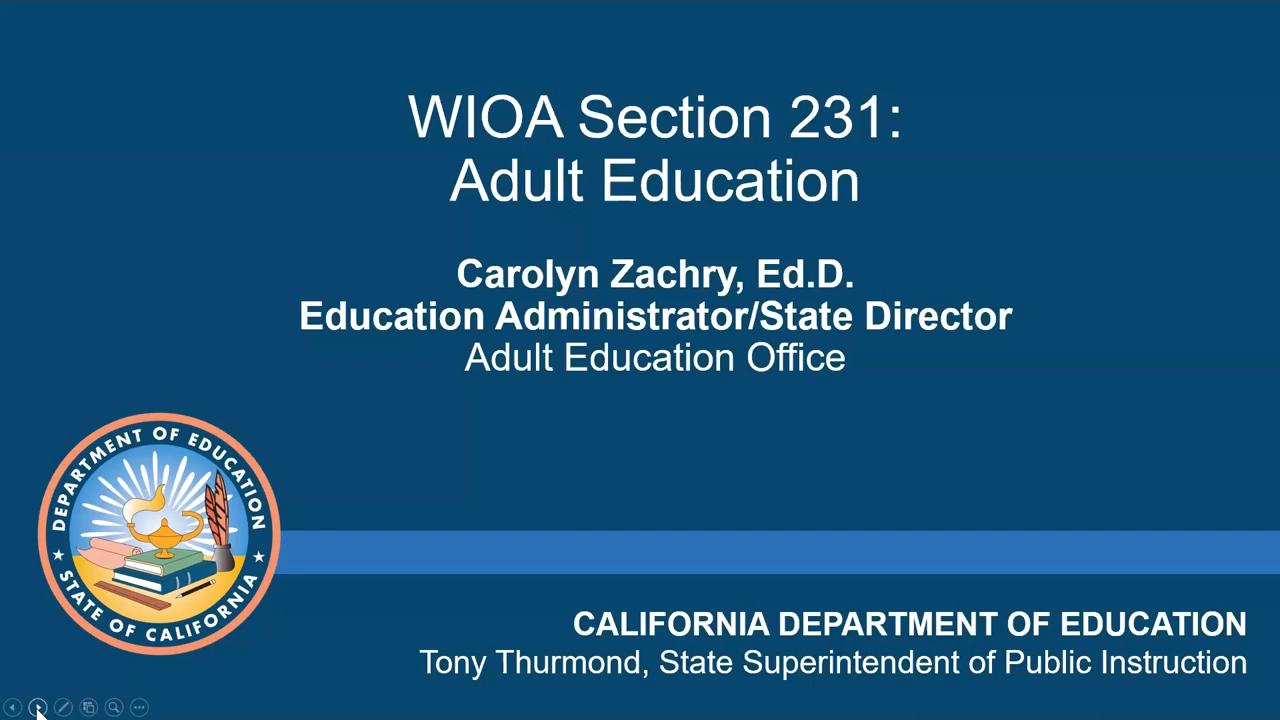 WIOA Section 231:
Adult Education
Carolyn Zachry, Ed.D.
Education Administrator/State Director
Adult Education Office
DEPARTMENT OF EDUCATION
STATE OF CALIFORNIA
CALIFORNIA DEPARTMENT OF EDUCATION
Tony Thurmond, State Superintendent of Public Instruction